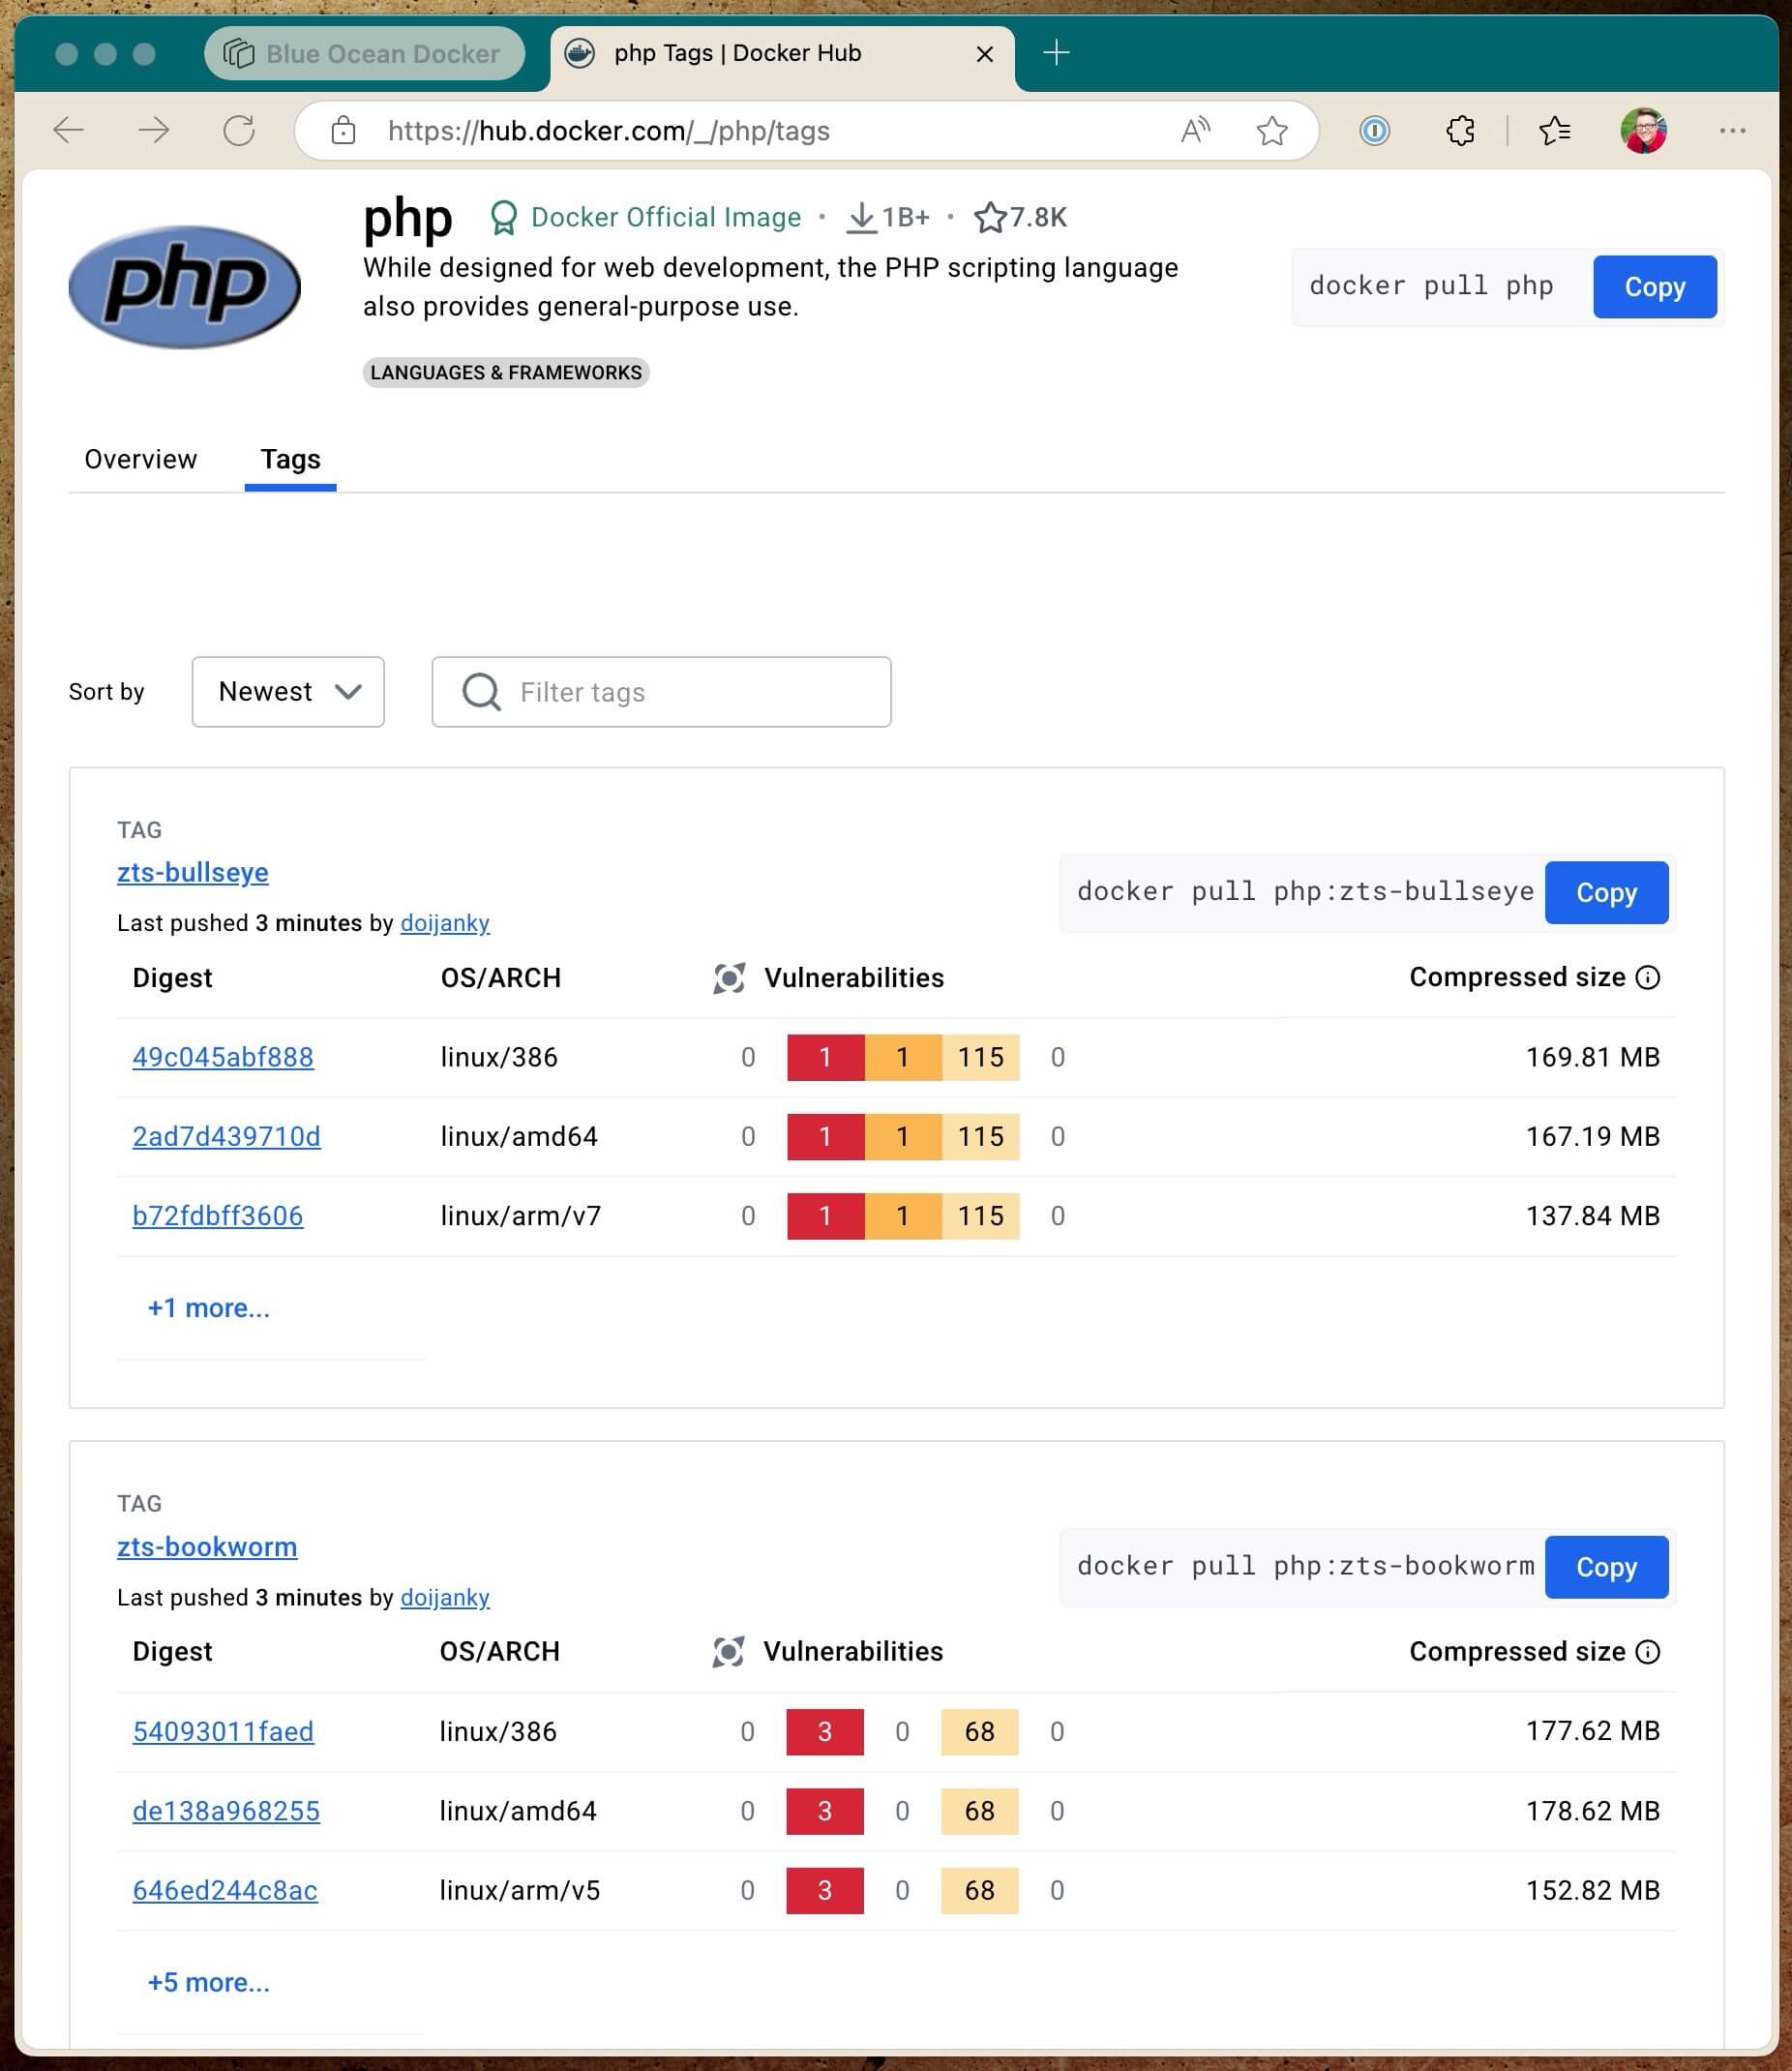 Blue Ocean Docker
php Tags | Docker Hub
https://hub.docker.com/_/php/tags
php
php Docker Official Image · 1B+ · 7.8K
While designed for web development, the PHP scripting language
also provides general-purpose use.
docker pull php Copy
LANGUAGES & FRAMEWORKS
Overview Tags
Sort by Newest Filter tags
TAG
zts-bullseye
docker pull php:zts-bullseye Copy
Last pushed 3 minutes by doijanky
Digest OS/ARCH Vulnerabilities Compressed size
49c045abf888 linux/386 0 1 1 115 0 169.81 MB
2ad7d439710d linux/amd64 0 1 1 115 0 167.19 MB
b72fdbff3606 linux/arm/v7 0 1 1 115 0 137.84 MB
+1 more...
TAG
zts-bookworm
docker pull php:zts-bookworm Copy
Last pushed 3 minutes by doijanky
Digest OS/ARCH Vulnerabilities Compressed size
54093011faed linux/386 0 3 0 68 0 177.62 MB
de138a968255 linux/amd64 0 3 0 68 0 178.62 MB
646ed244c8ac linux/arm/v5 0 3 0 68 0 152.82 MB
+5 more...